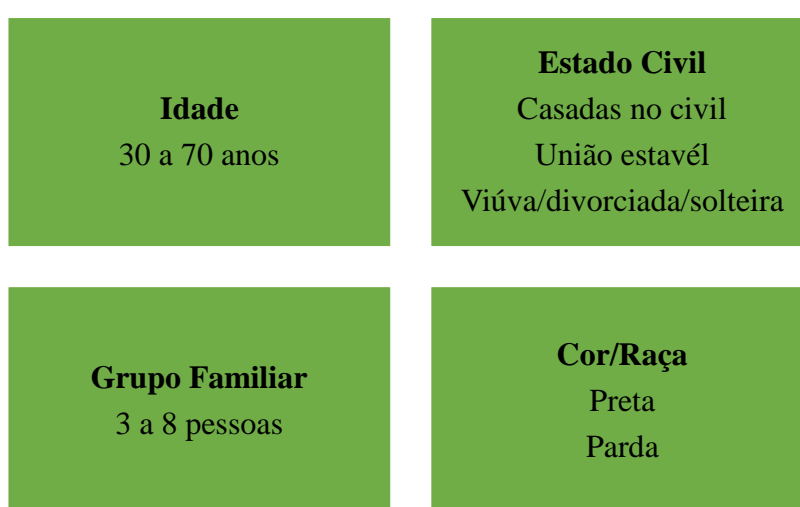 Idade
30 a 70 anos
Estado Civil
Casadas no civil
União estavél
Viúva/divorciada/solteira
Grupo Familiar
3 a 8 pessoas
Cor/Raça
Preta
Parda